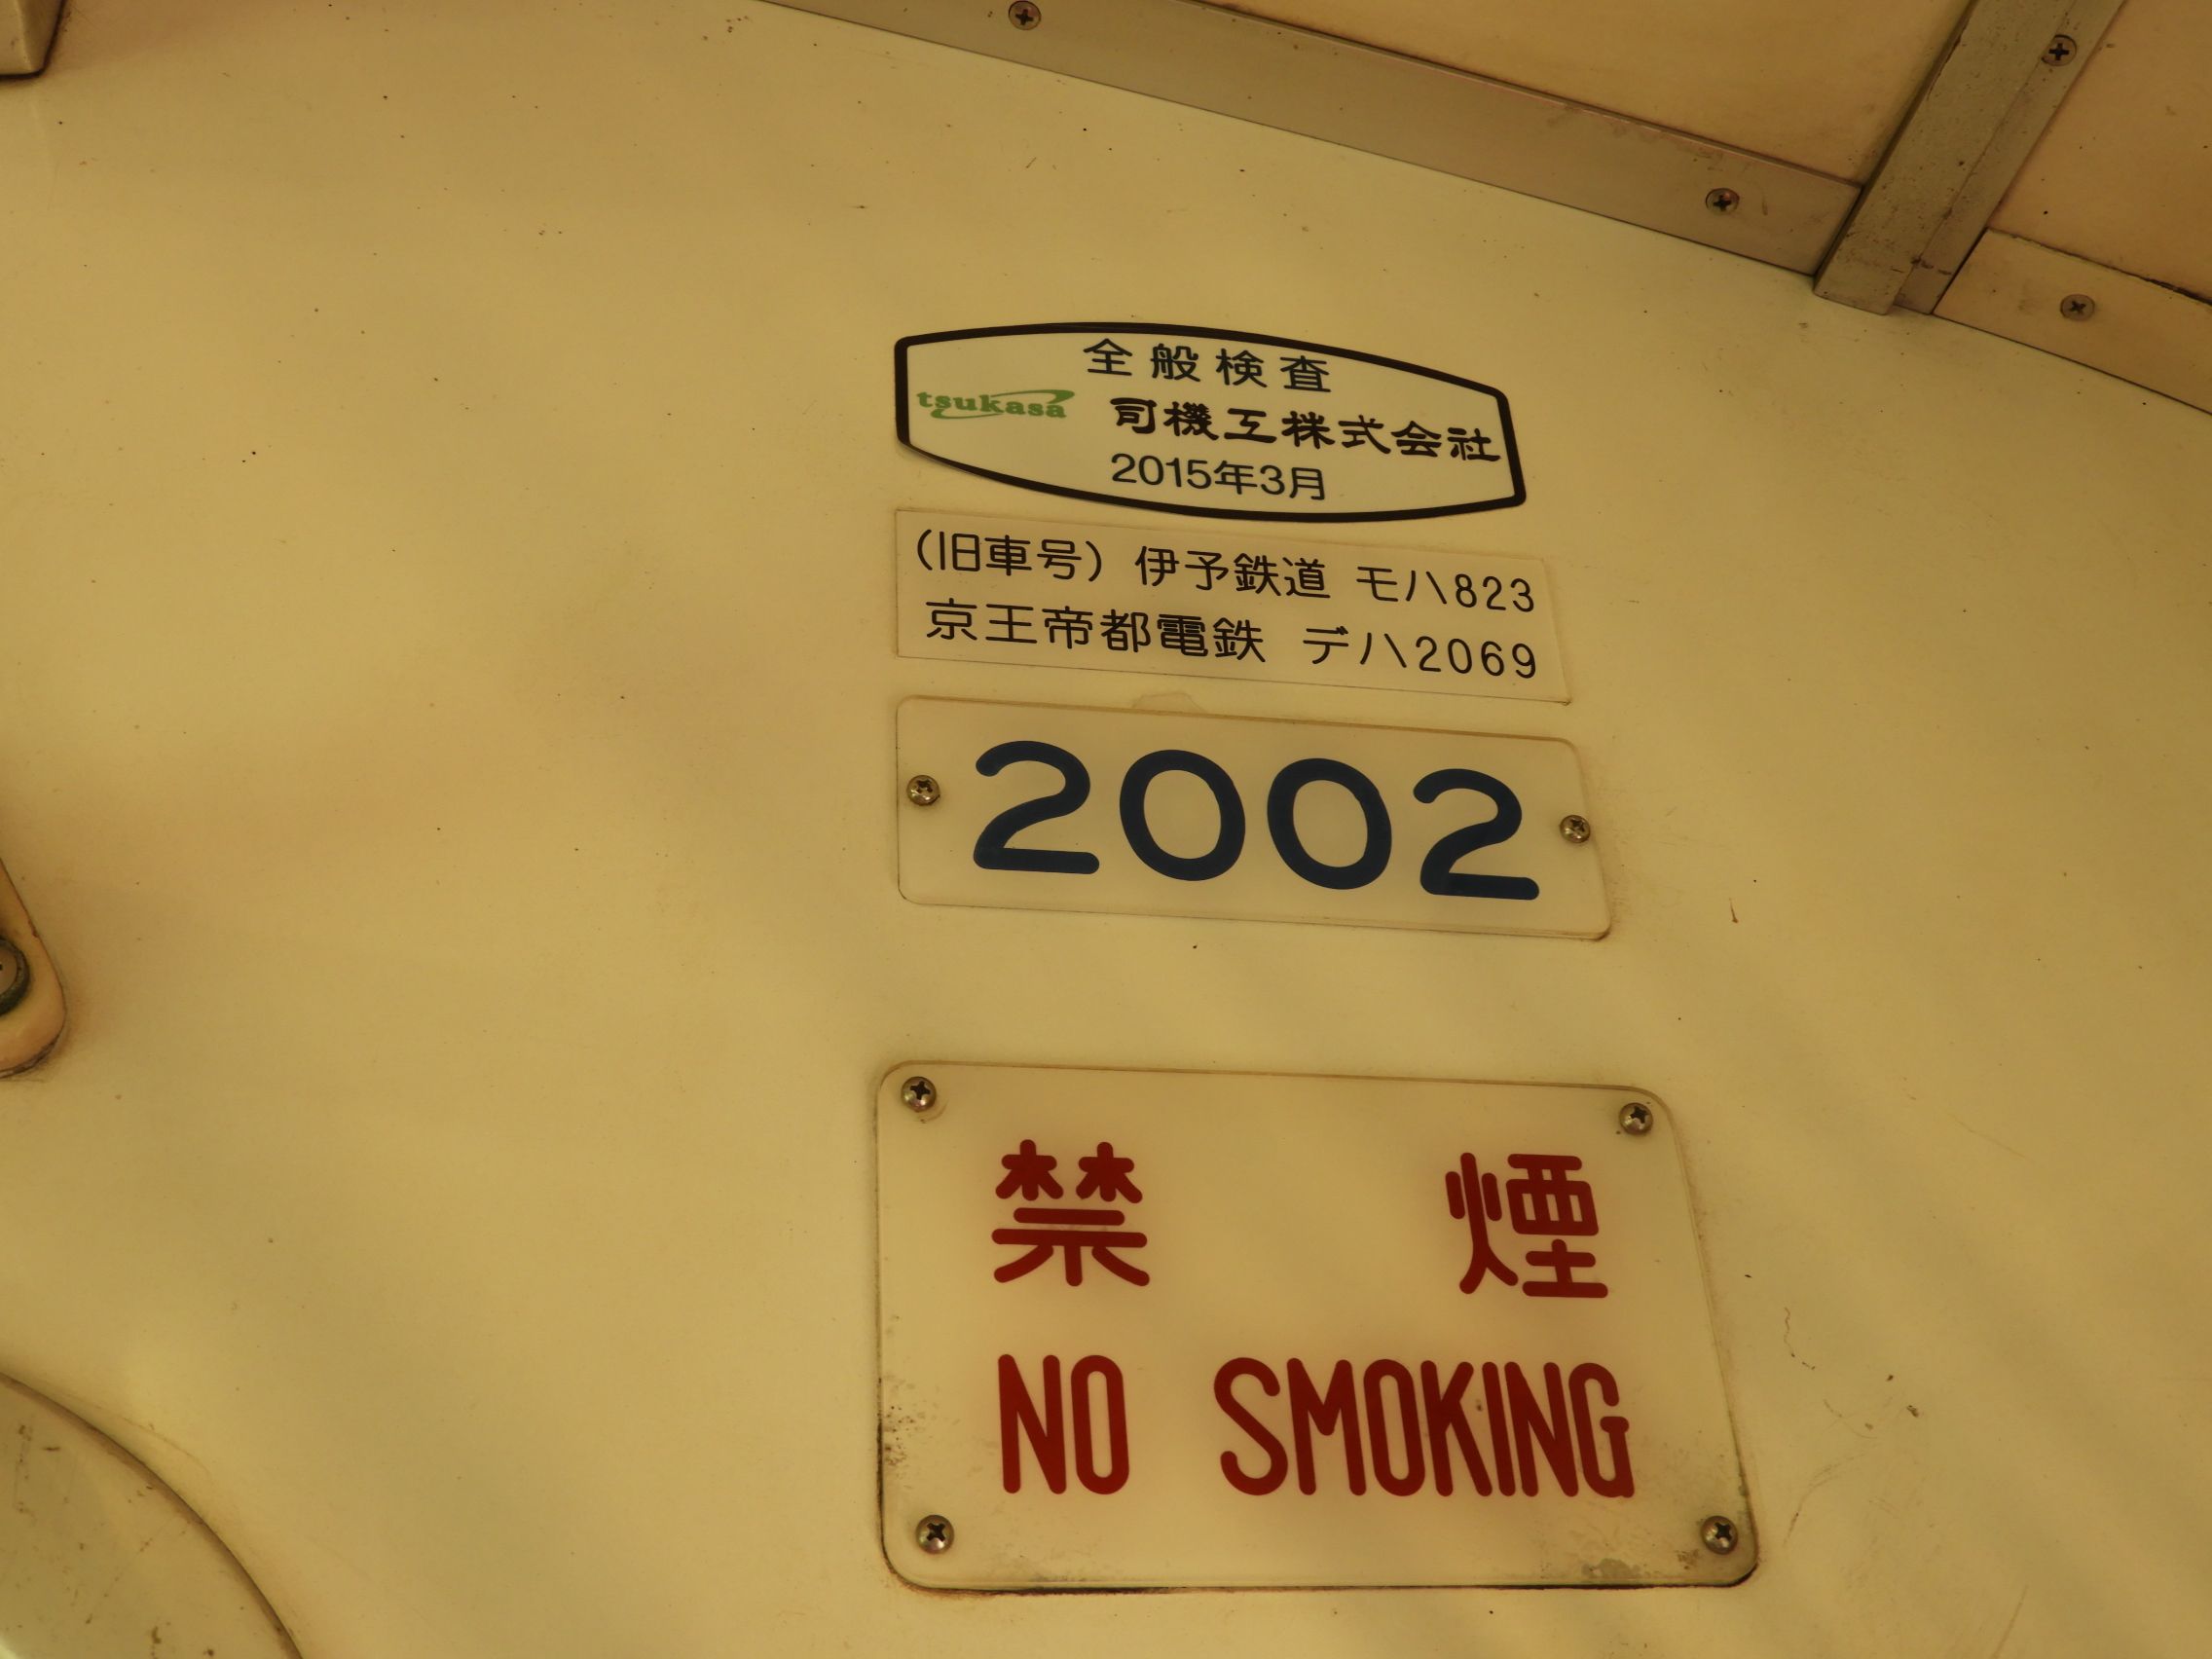 全般検査
tsukasa 司機工株式会社
2015年3月
(旧車号) 伊予鉄道 モハ823
京王帝都電鉄 デハ2069
2002
禁 煙
NO SMOKING